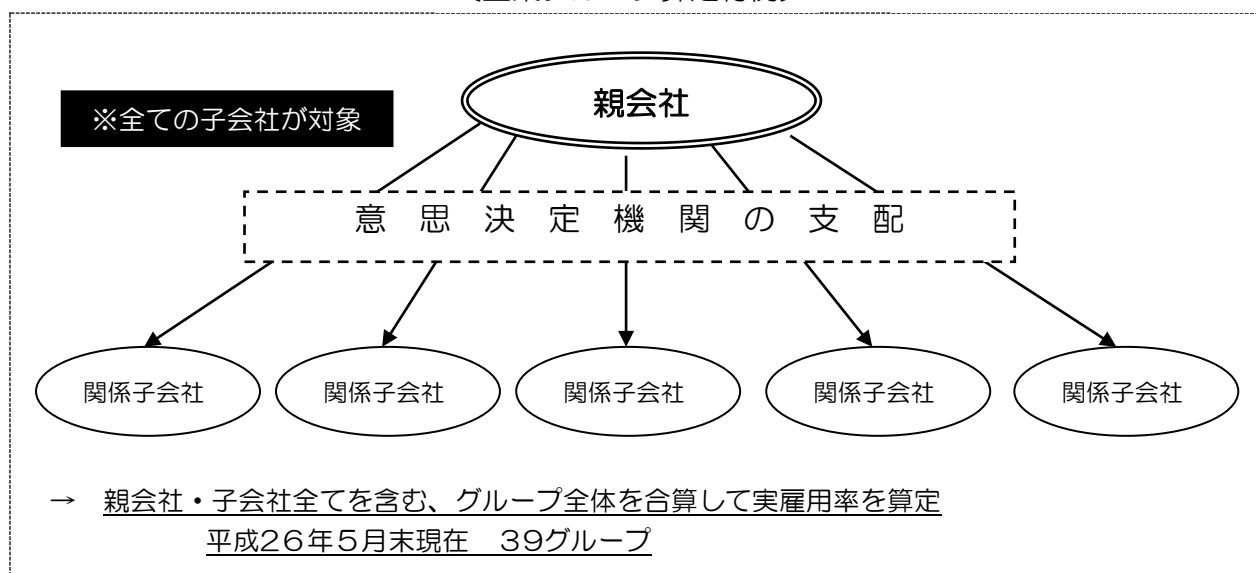 親会社
※全ての子会社が対象
意思決定機関の支配
関係子会社
関係子会社
関係子会社
関係子会社
関係子会社
→ 親会社・子会社全てを含む、グループ全体を合算して実雇用率を算定
平成26年5月末現在 39グループ